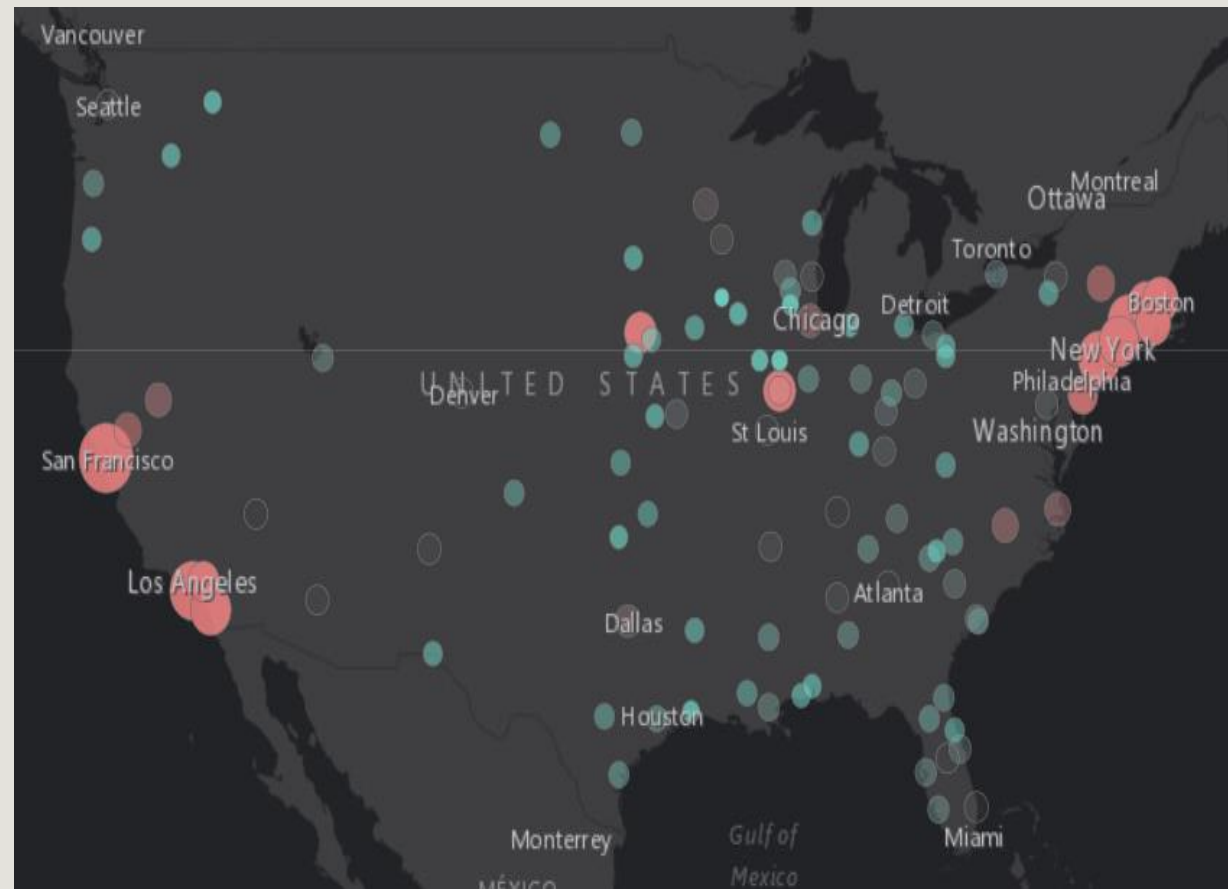 Vancouver
Seattle
Montreal
Ottawa
Toronto
Boston
Detroit
Chicago
New York
UNITED STATES
Philadelphia
Denver
St Louis
Washington
San Francisco
Los Angeles
Atlanta
Dallas
Houston
Monterrey
Gulf of
Mexico
Miami
MÉXICO